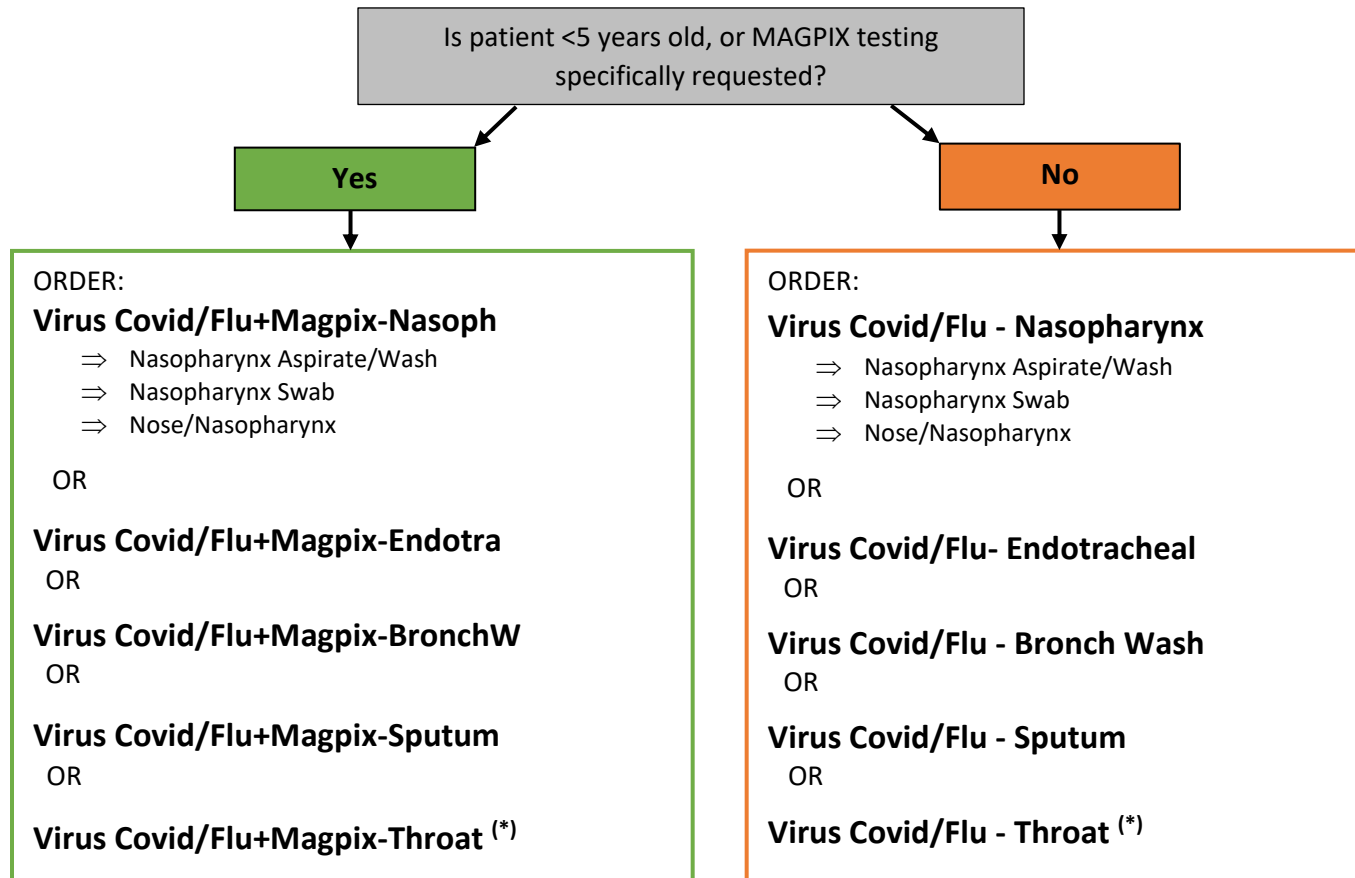 Is patient <5 years old, or MAGPIX testing
specifically requested?
Yes
No
ORDER:
Virus Covid/Flu+Magpix-Nasoph
⇒ Nasopharynx Aspirate/Wash
⇒ Nasopharynx Swab
⇒ Nose/Nasopharynx
OR
Virus Covid/Flu+Magpix-Endotra
OR
Virus Covid/Flu+Magpix-BronchW
OR
Virus Covid/Flu+Magpix-Sputum
OR
Virus Covid/Flu+Magpix-Throat (*)
ORDER:
Virus Covid/Flu - Nasopharynx
⇒ Nasopharynx Aspirate/Wash
⇒ Nasopharynx Swab
⇒ Nose/Nasopharynx
OR
Virus Covid/Flu- Endotracheal
OR
Virus Covid/Flu - Bronch Wash
OR
Virus Covid/Flu - Sputum
OR
Virus Covid/Flu - Throat (*)